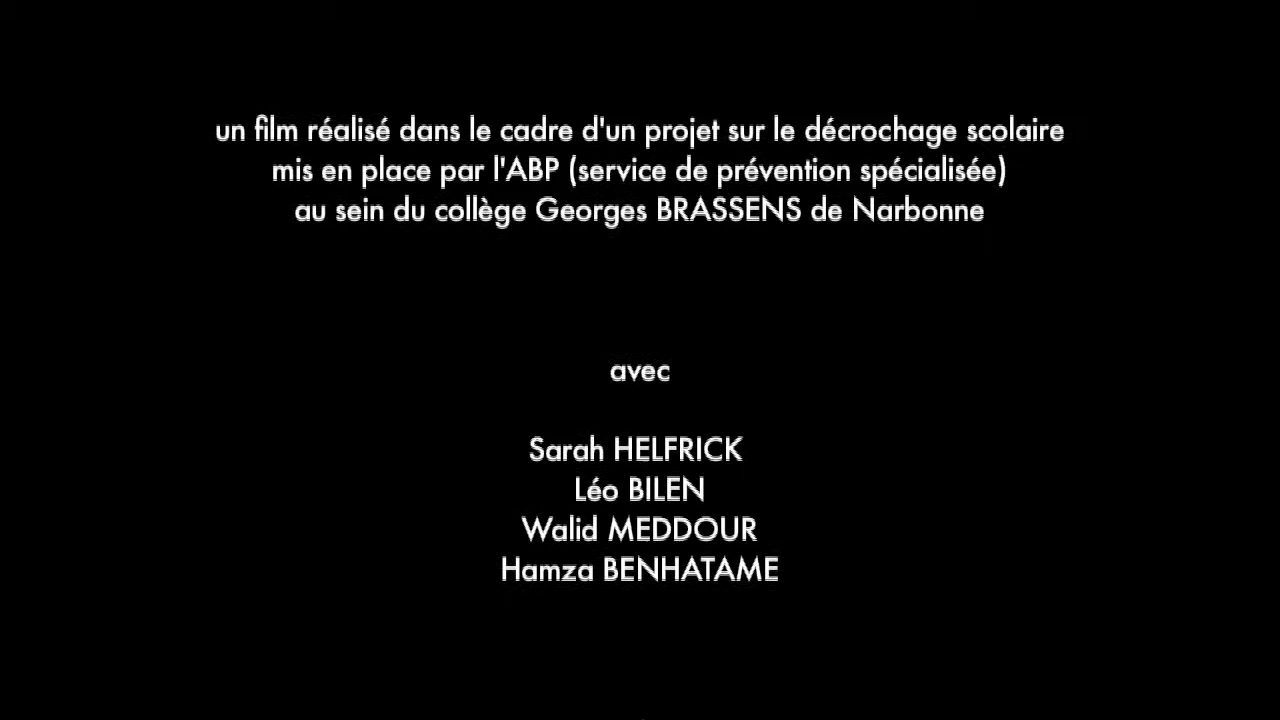 un film réalisé dans le cadre d'un projet sur le décrochage scolaire
mis en place par l'ABP (service de prévention spécialisée)
au sein du collège Georges BRASSENS de Narbonne
avec
Sarah HELFRICK
Léo BILEN
Walid MEDDOUR
Hamza BENHATAME